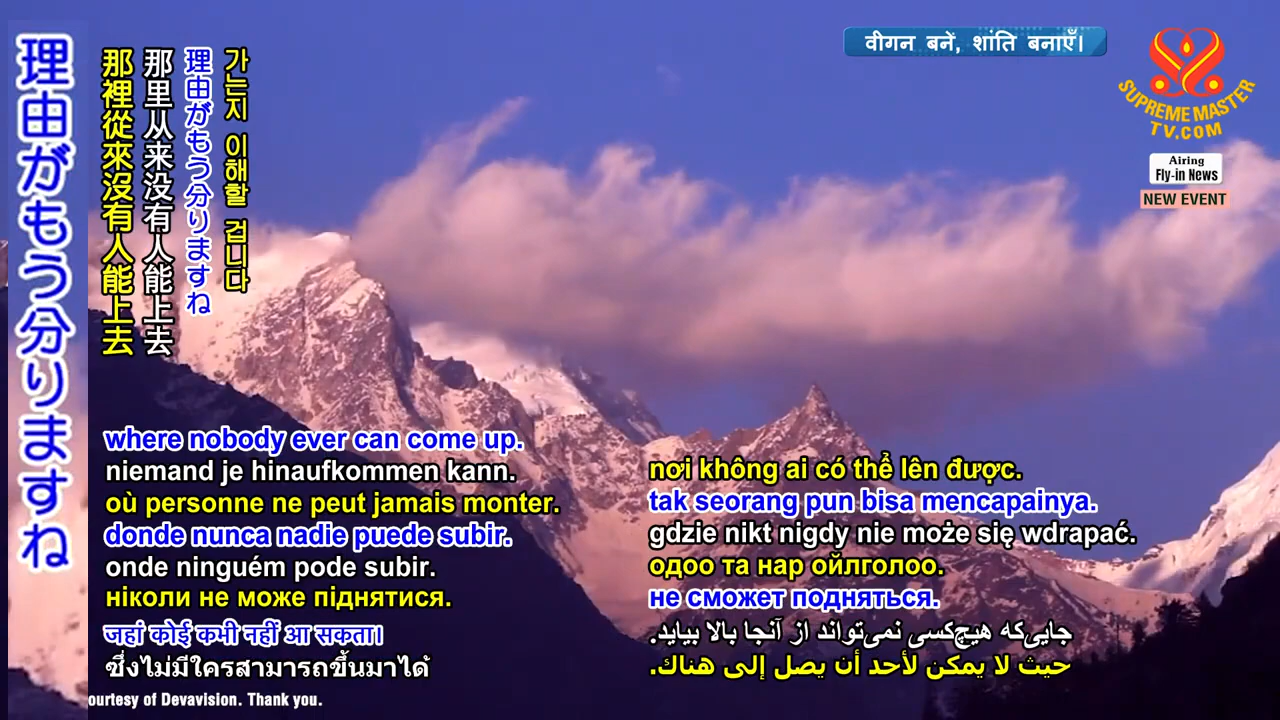 理由がもう分りますね
那裡從來沒有人能上去
那里从来没有人能上去
理由がもう分りますね
가는지 이해할 겁니다
वीगन बनें, शांति बनाएँ।
SUPREME MASTER
TV.COM
Airing
Fly-in News
NEW EVENT
where nobody ever can come up.
niemand je hinaufkommen kann.
où personne ne peut jamais monter.
donde nunca nadie puede subir.
onde ninguém pode subir.
ніколи не може піднятися.
जहां कोई कभी नहीं आ सकता।
ซึ่งไม่มีใครสามารถขึ้นมาได้
nơi không ai có thể lên được.
tak seorang pun bisa mencapainya.
gdzie nikt nigdy nie może się wdrapać.
одоо та нар ойлголоо.
не сможет подняться.
جایی‌که هیچ‌کسی نمی‌تواند از آنجا بالا بیاید.
حيث لا يمكن لأحد أن يصل إلى هناك.
ourtesy of Devavision. Thank you.